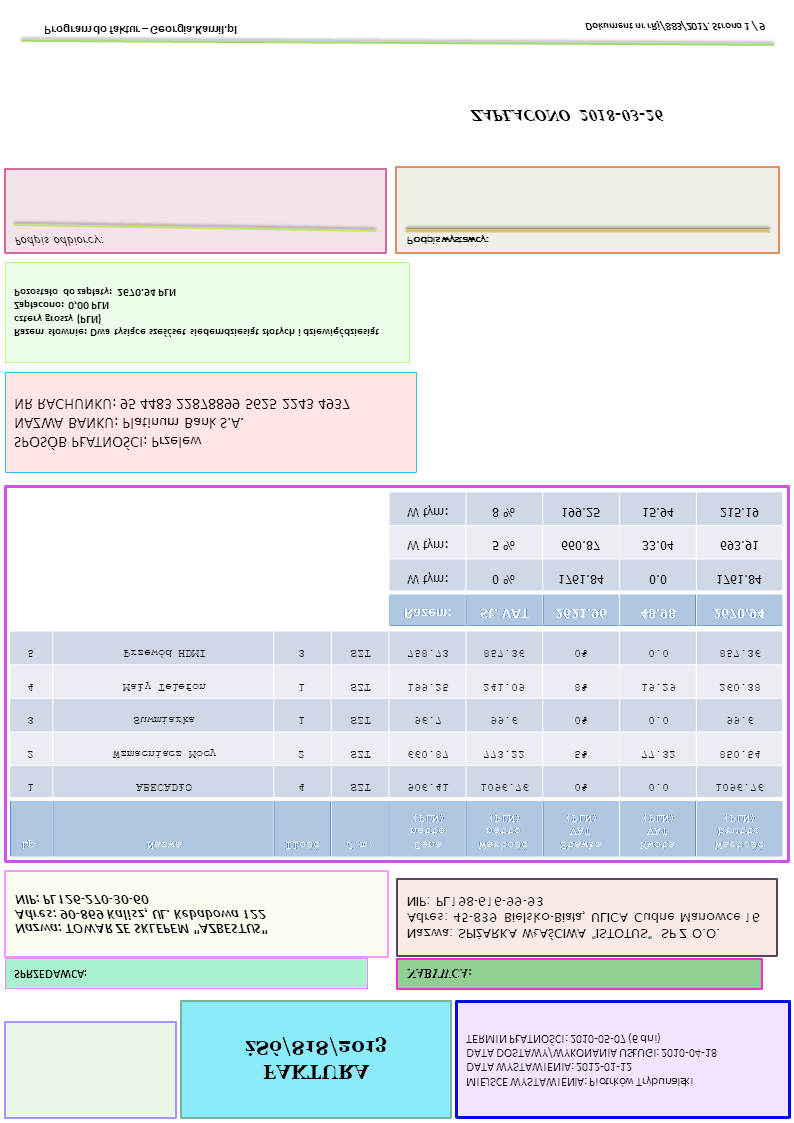 FAKTURA
żSó/818/2013
MIEJSCE WYSTAWIENIA: Piotrków Trybunalski
DATA WYSTAWIENIA: 2012-01-12
DATA DOSTAWY/WYKONANIA USŁUGI: 2010-04-18
TERMIN PŁATNOŚCI: 2010-05-07 (6 dni)
SPRZEDAWCA:
Nazwa: TOWAR ZE SKLEPEM "AZBESTUS"
Adres: 90-869 Kalisz, UL. Kebabowa 122
NIP: PL126-270-30-60
NABYWCA:
Nazwa: SPIŻARKA WŁAŚCIWA "ISTOTUS" SP Z O.O.
Adres: 45-839 Bielsko-Biała, ULICA Cudne Manowce 16
NIP: PL198-616-99-93
Lp. Nazwa Ilość J.m. Cena netto (PLN) Wartość netto (PLN) Stawka VAT (PLN) Kwota VAT (PLN) Wartość brutto (PLN)
1 ABECADŁO 4 SZT 906.41 1096.76 0% 0.0 1096.76
2 Wzmacniacz Mocy 2 SZT 660.87 773.22 5% 77.32 850.54
3 Suwmiarka 1 SZT 96.7 99.6 0% 0.0 99.6
4 Mały Telefon 1 SZT 199.25 241.09 8% 19.29 260.38
5 Przewód HDMI 3 SZT 758.73 857.36 0% 0.0 857.36
Razem: St. VAT 2621.96 48.98 2670.94
W tym: 0 % 1761.84 0.0 1761.84
W tym: 5 % 660.87 33.04 693.91
W tym: 8 % 199.25 15.94 215.19
SPOSÓB PŁATNOŚCI: Przelew
NAZWA BANKU: Platinum Bank S.A.
NR RACHUNKU: 95 4483 22878899 5625 2243 4937
Razem słownie: Dwa tysiące sześćset siedemdziesiąt złotych i dziewięćdziesiąt
cztery groszy (PLN)
Zapłacono: 0,00 PLN
Pozostało do zapłaty: 2670.94 PLN
Podpis odbiorcy:
Podpis wystawcy:
ZAPŁACONO 2018-03-26
Program do faktur – Georgia.Kamil.pl
Dokument nr rRj/883/2017. Strona 1 / 9